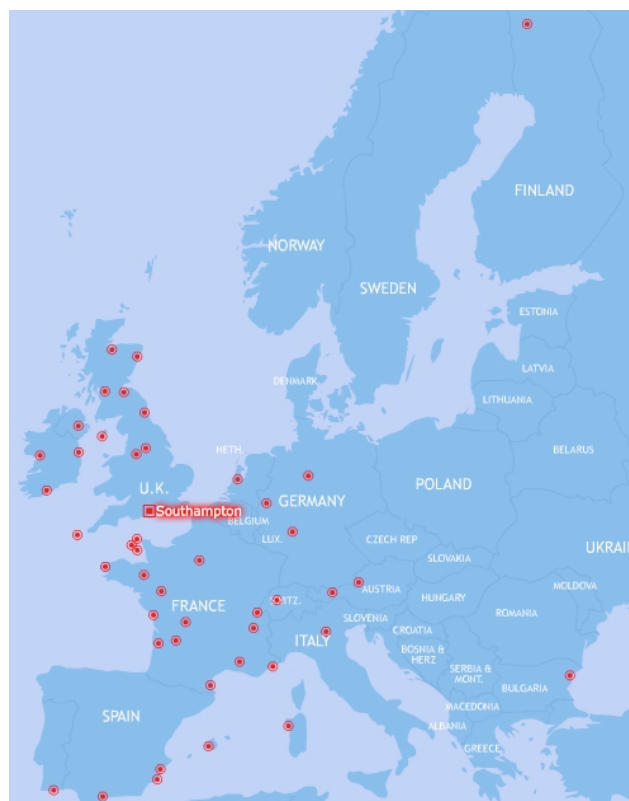 FINLAND
NORWAY
SWEDEN
ESTONIA
LATVIA
DENMARK
LITHUANIA
BELARUS
NETH.
POLAND
U.K.
GERMANY
Southampton
BELGIUM
LUX.
CZECH REP
UKRAI
SLOVAKIA
MOLDOVA
AUSTRIA
HUNGARY
SWITZ.
FRANCE
ROMANIA
SLOVENIA
CROATIA
ITALY
BOSNIA &
HERZ
SERBIA &
MONT.
BULGARIA
MACEDONIA
SPAIN
ALBANIA
GREECE